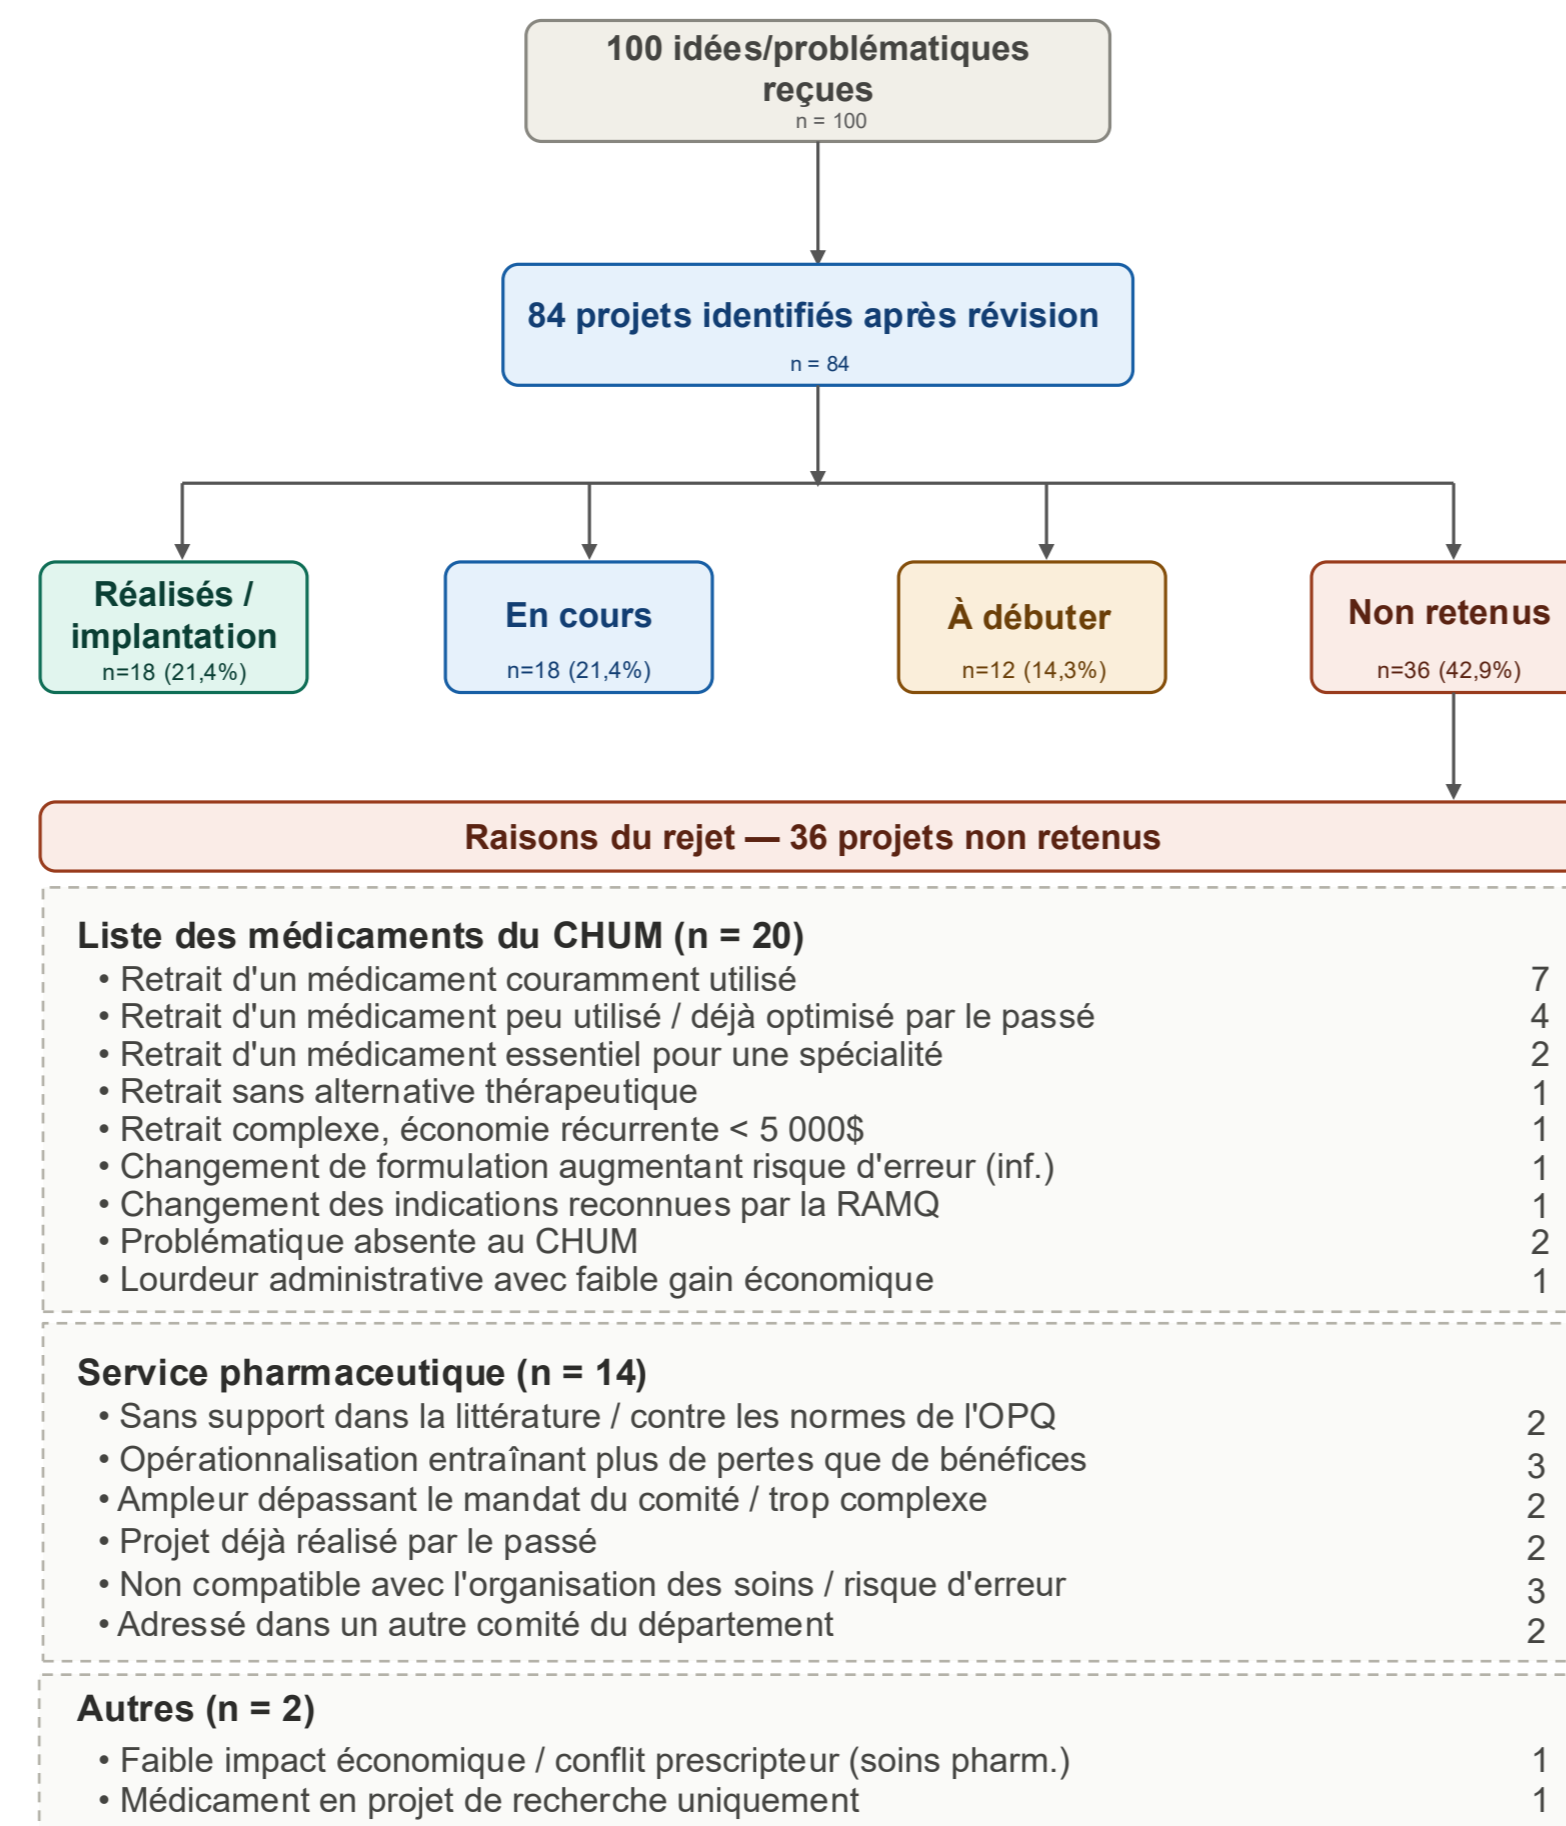 100 idées/problématiques
reçues
n = 100
84 projets identifiés après révision
n = 84
Réalisés /
implantation
n=18 (21,4%)
En cours
n=18 (21,4%)
À débuter
n=12 (14,3%)
Non retenus
n=36 (42,9%)
Raisons du rejet — 36 projets non retenus
Liste des médicaments du CHUM (n = 20)
• Retrait d'un médicament couramment utilisé 7
• Retrait d'un médicament peu utilisé / déjà optimisé par le passé 4
• Retrait d'un médicament essentiel pour une spécialité 2
• Retrait sans alternative thérapeutique 1
• Retrait complexe, économie récurrente < 5 000$ 1
• Changement de formulation augmentant risque d'erreur (inf.) 1
• Changement des indications reconnues par la RAMQ 1
• Problématique absente au CHUM 2
• Lourdeur administrative avec faible gain économique 1
Service pharmaceutique (n = 14)
• Sans support dans la littérature / contre les normes de l'OPQ 2
• Opérationnalisation entraînant plus de pertes que de bénéfices 3
• Ampleur dépassant le mandat du comité / trop complexe 2
• Projet déjà réalisé par le passé 2
• Non compatible avec l'organisation des soins / risque d'erreur 3
• Adressé dans un autre comité du département 2
Autres (n = 2)
• Faible impact économique / conflit prescripteur (soins pharm.) 1
• Médicament en projet de recherche uniquement 1